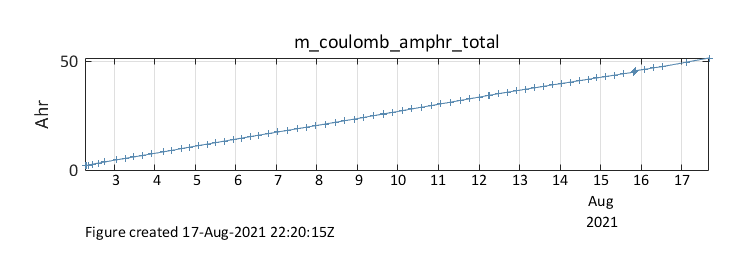 m_coulomb_amphr_total
50
Ahr
0
3 4 5 6 7 8 9 10 11 12 13 14 15 16 17
Aug
2021
Figure created 17-Aug-2021 22:20:15Z